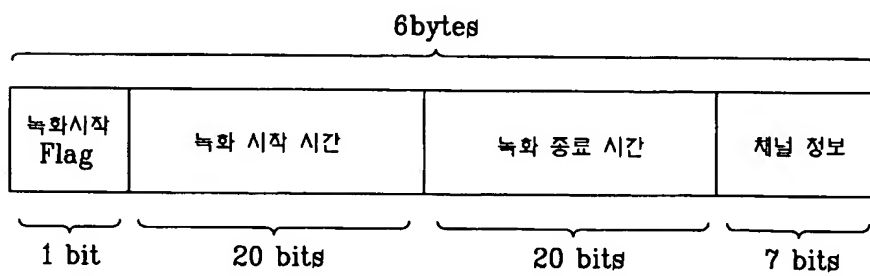 6bytes
녹화시작
Flag
녹화 시작 시간
녹화 종료 시간
채널 정보
1 bit
20 bits
20 bits
7 bits